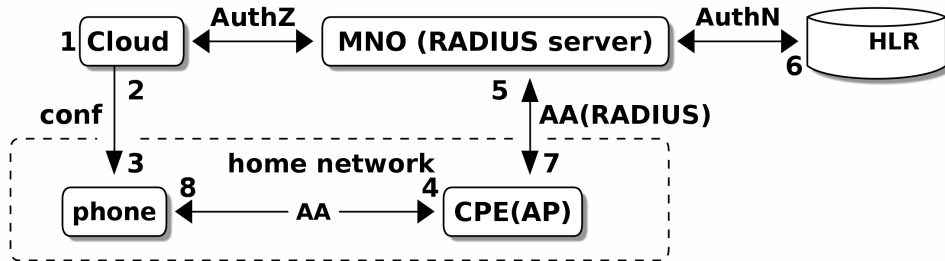 AuthZ
AuthN
1 Cloud
MNO (RADIUS server)
HLR
2
5
6
conf
AA(RADIUS)
home network
3
7
8
4
phone
AA
CPE(AP)